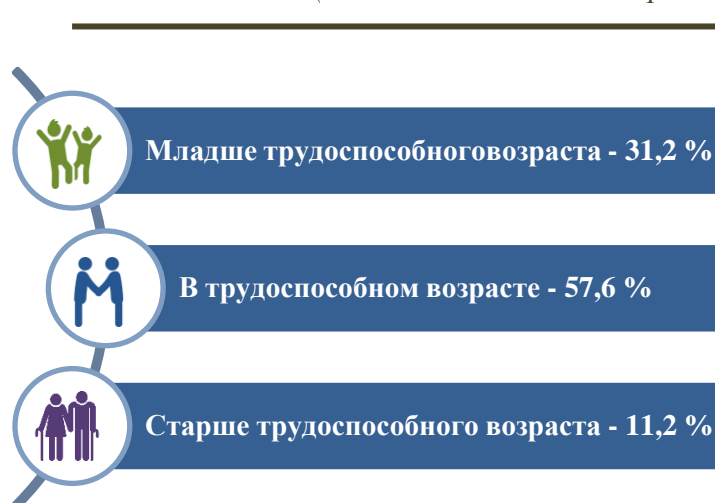 Младше трудоспособноговозраста - 31,2 %
В трудоспособном возрасте - 57,6 %
Старше трудоспособного возраста - 11,2 %